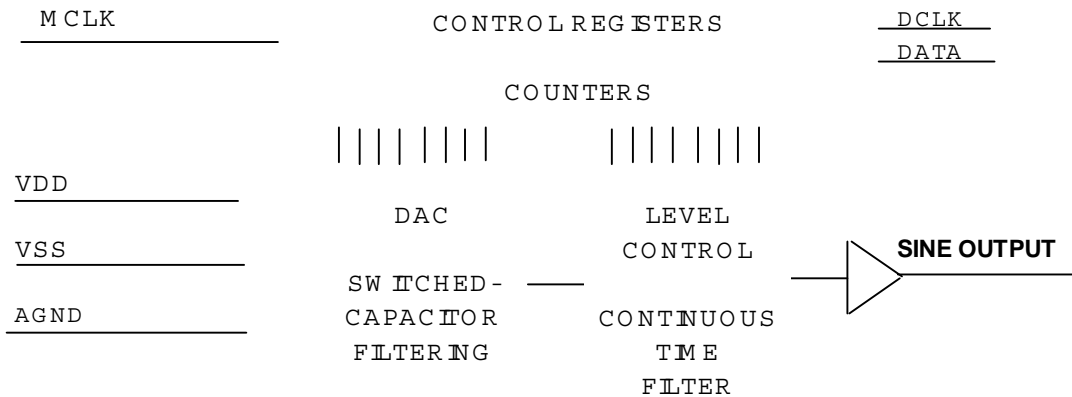 MCLK
CONTROL REGISTERS
DCLK
DATA
COUNTERS
VDD
VSS
AGND
DAC
SWITCHED-
CAPACITOR
FILTERING
LEVEL
CONTROL
CONTINUOUS
TIME
FILTER
SINE OUTPUT